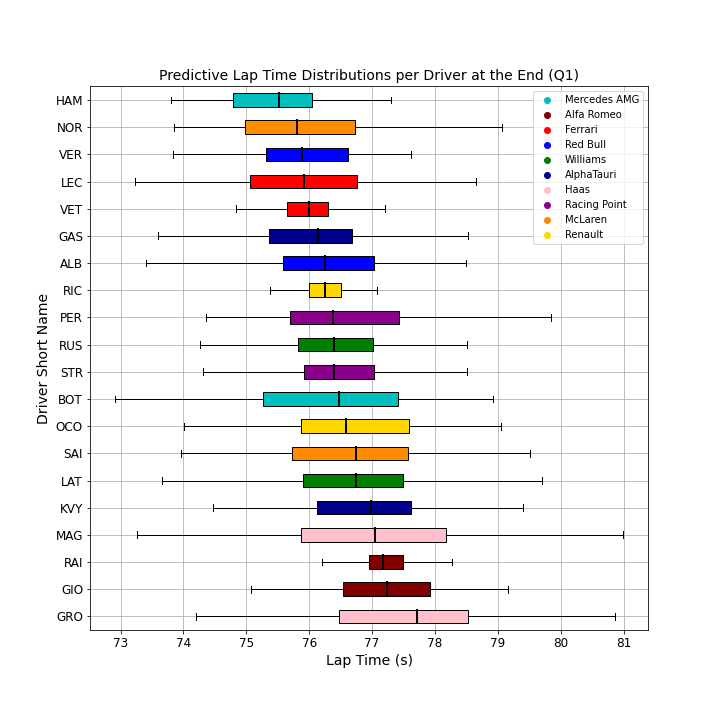 Predictive Lap Time Distributions per Driver at the End (Q1)
HAM
NOR
VER
LEC
VET
GAS
ALB
RIC
PER
RUS
STR
BOT
OCO
SAI
LAT
KVY
MAG
RAI
GIO
GRO
Driver Short Name
Mercedes AMG
Alfa Romeo
Ferrari
Red Bull
Williams
AlphaTauri
Haas
Racing Point
McLaren
Renault
73 74 75 76 77 78 79 80 81
Lap Time (s)